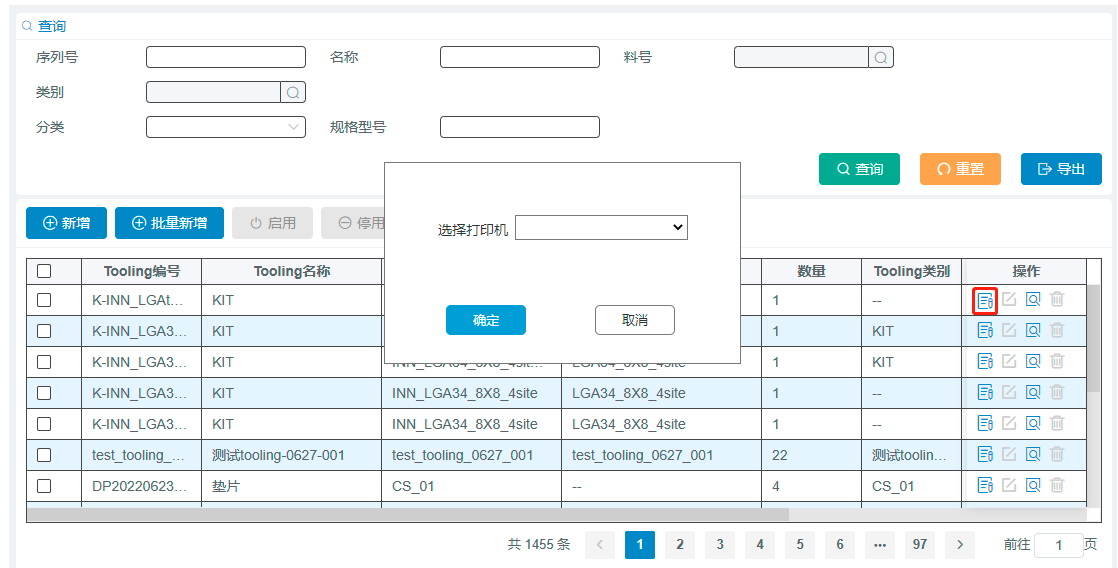 查询
序列号 名称 料号
类别
分类 规格型号
查询 重置 导出
选择打印机
确定 取消
新增 批量新增 启用 停用
Tooling编号 Tooling名称 数量 Tooling类别 操作
K-INN_LGAt... KIT 1 --
K-INN_LGA3... KIT 1 KIT
K-INN_LGA3... KIT 1 KIT
K-INN_LGA3... KIT INN_LGA34_8X8_4site LGA34_8X8_4site 1 --
K-INN_LGA3... KIT INN_LGA34_8X8_4site LGA34_8X8_4site 1 --
test_tooling_... 测试tooling-0627-001 test_tooling_0627_001 test_tooling_0627_001 22 测试toolin...
DP20220623... 垫片 CS_01 -- 4 CS_01
共 1455 条 < 1 2 3 4 5 6 ... 97 > 前往 1 页